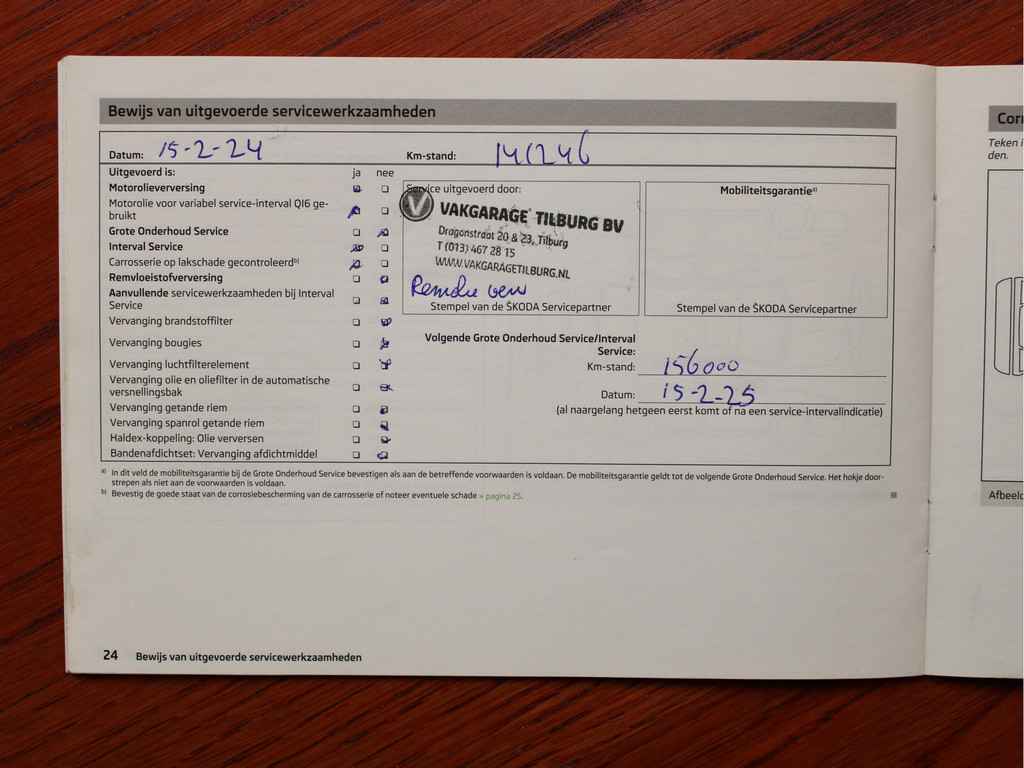 Bewijs van uitgevoerde servicewerkzaamheden
Datum: 15-2-24
Km-stand: 141246
Uitgevoerd is: ja nee
Motorolieverversing
Motorolie voor variabel service-interval QI6 ge-
bruikt
Grote Onderhoud Service
Interval Service
Carrosserie op lakschade gecontroleerd b)
Remvloeistofverversing
Aanvullende servicewerkzaamheden bij Interval
Service
Vervanging brandstoffilter
Vervanging bougies
Vervanging luchtfilterelement
Vervanging olie en oliefilter in de automatische
versnellingsbak
Vervanging getande riem
Vervanging spanrol getande riem
Haldex-koppeling: Olie verversen
Bandenafdichtset: Vervanging afdichtmiddel
Service uitgevoerd door:
V VAKGARAGE TILBURG BV
Dragonstraat 20 & 23, Tilburg
T (013) 467 28 15
WWW.VAKGARAGETILBURG.NL
Stempel van de ŠKODA Servicepartner
Mobiliteitsgarantie a)
Stempel van de ŠKODA Servicepartner
Volgende Grote Onderhoud Service/Interval
Service:
Km-stand: 156000
Datum: 15-2-25
(al naargelang hetgeen eerst komt of na een service-intervalindicatie)
a) In dit veld de mobiliteitsgarantie bij de Grote Onderhoud Service bevestigen als aan de betreffende voorwaarden is voldaan. De mobiliteitsgarantie geldt tot de volgende Grote Onderhoud Service. Het hokje door-
strepen als niet aan de voorwaarden is voldaan.
b) Bevestig de goede staat van de corrosiebescherming van de carrosserie of noteer eventuele schade » pagina 25.
24 Bewijs van uitgevoerde servicewerkzaamheden
Corr
Teken i
den.
Afbeeld